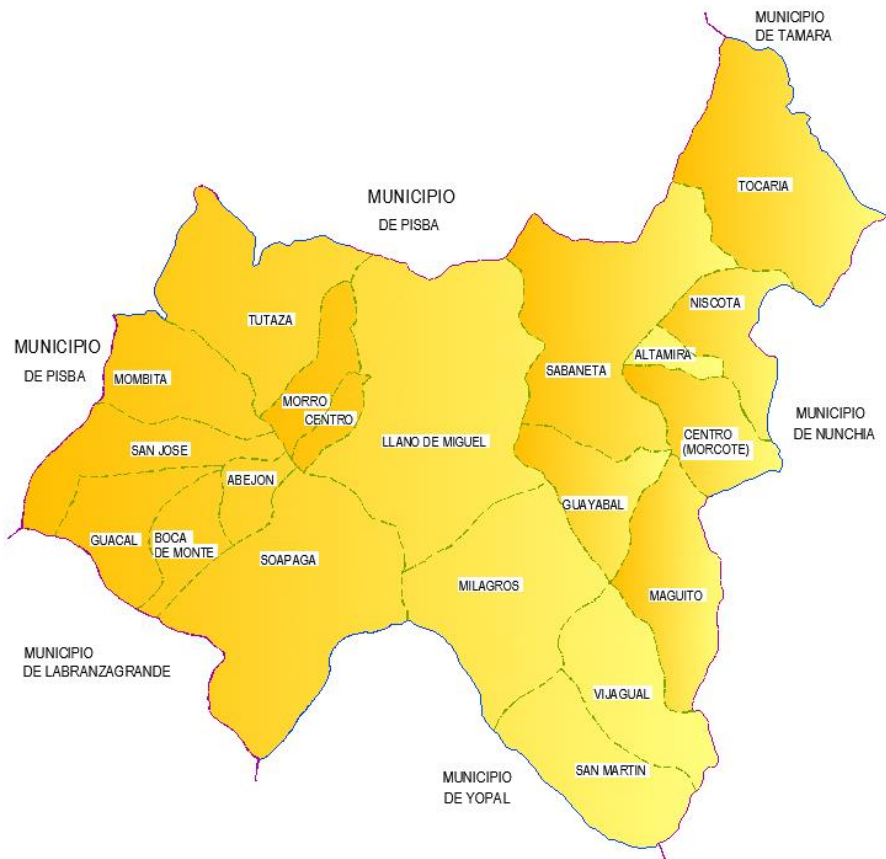 MUNICIPIO
DE TAMARA
TOCARIA
MUNICIPIO
DE PISBA
NISCOTA
TUTAZA
MUNICIPIO
DE PISBA
ALTAMIRA
SABANETA
MOMBITA
MORRO
CENTRO
MUNICIPIO
DE NUNCHIA
CENTRO
(MORCOTE)
LLANO DE MIGUEL
SAN JOSE
ABEJON
GUAYABAL
GUACAL
BOCA
DE MONTE
SOAPAGA
MILAGROS
MAGUITO
MUNICIPIO
DE LABRANZAGRANDE
VIJAGUAL
SAN MARTIN
MUNICIPIO
DE YOPAL